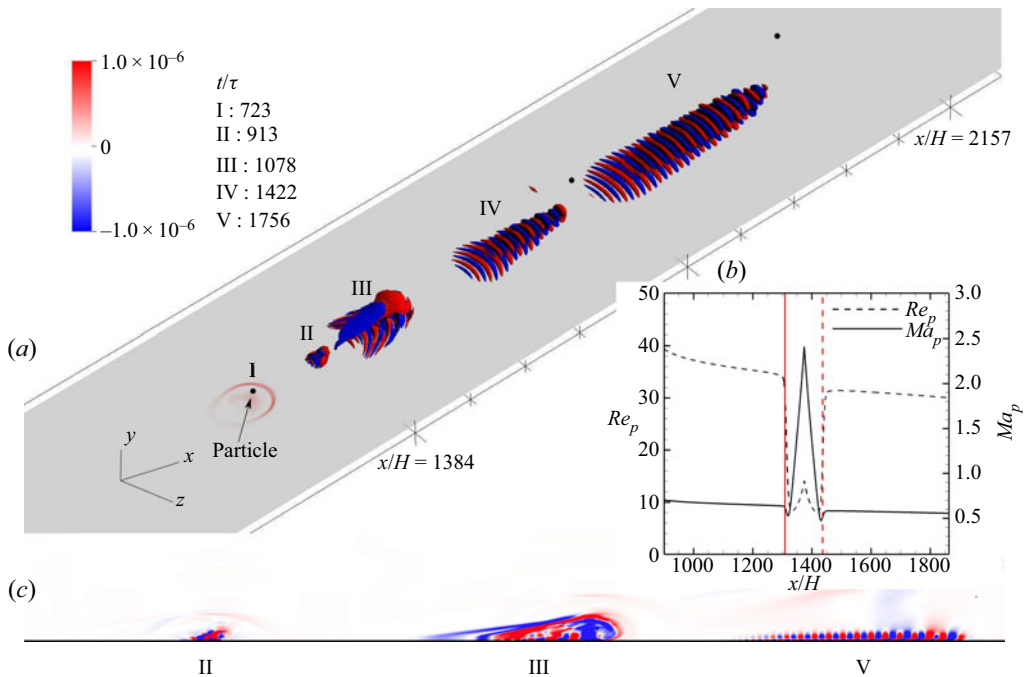 1.0 × 10⁻⁶
0
−1.0 × 10⁻⁶
t/τ
I : 723
II : 913
III : 1078
IV : 1422
V : 1756
V
x/H = 2157
IV
III
II
(a)
I
Particle
x/H = 1384
y
x
z
(b)
50
40
30
20
10
0
Re_p
Re_p
Ma_p
3.0
2.5
2.0
1.5
1.0
0.5
Ma_p
1000 1200 1400 1600 1800
x/H
(c)
II III V